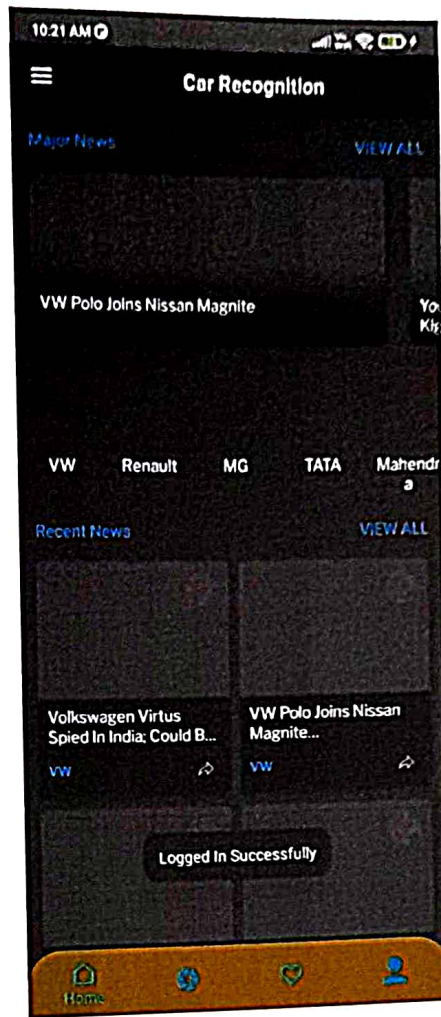 10:21 AM
Car Recognition
Major News VIEW ALL
VW Polo Joins Nissan Magnite
VW Renault MG TATA Mahendr
a
Recent News VIEW ALL
Volkswagen Virtus
Spied In India; Could B...
VW
VW Polo Joins Nissan
Magnite...
VW
Logged In Successfully
Home